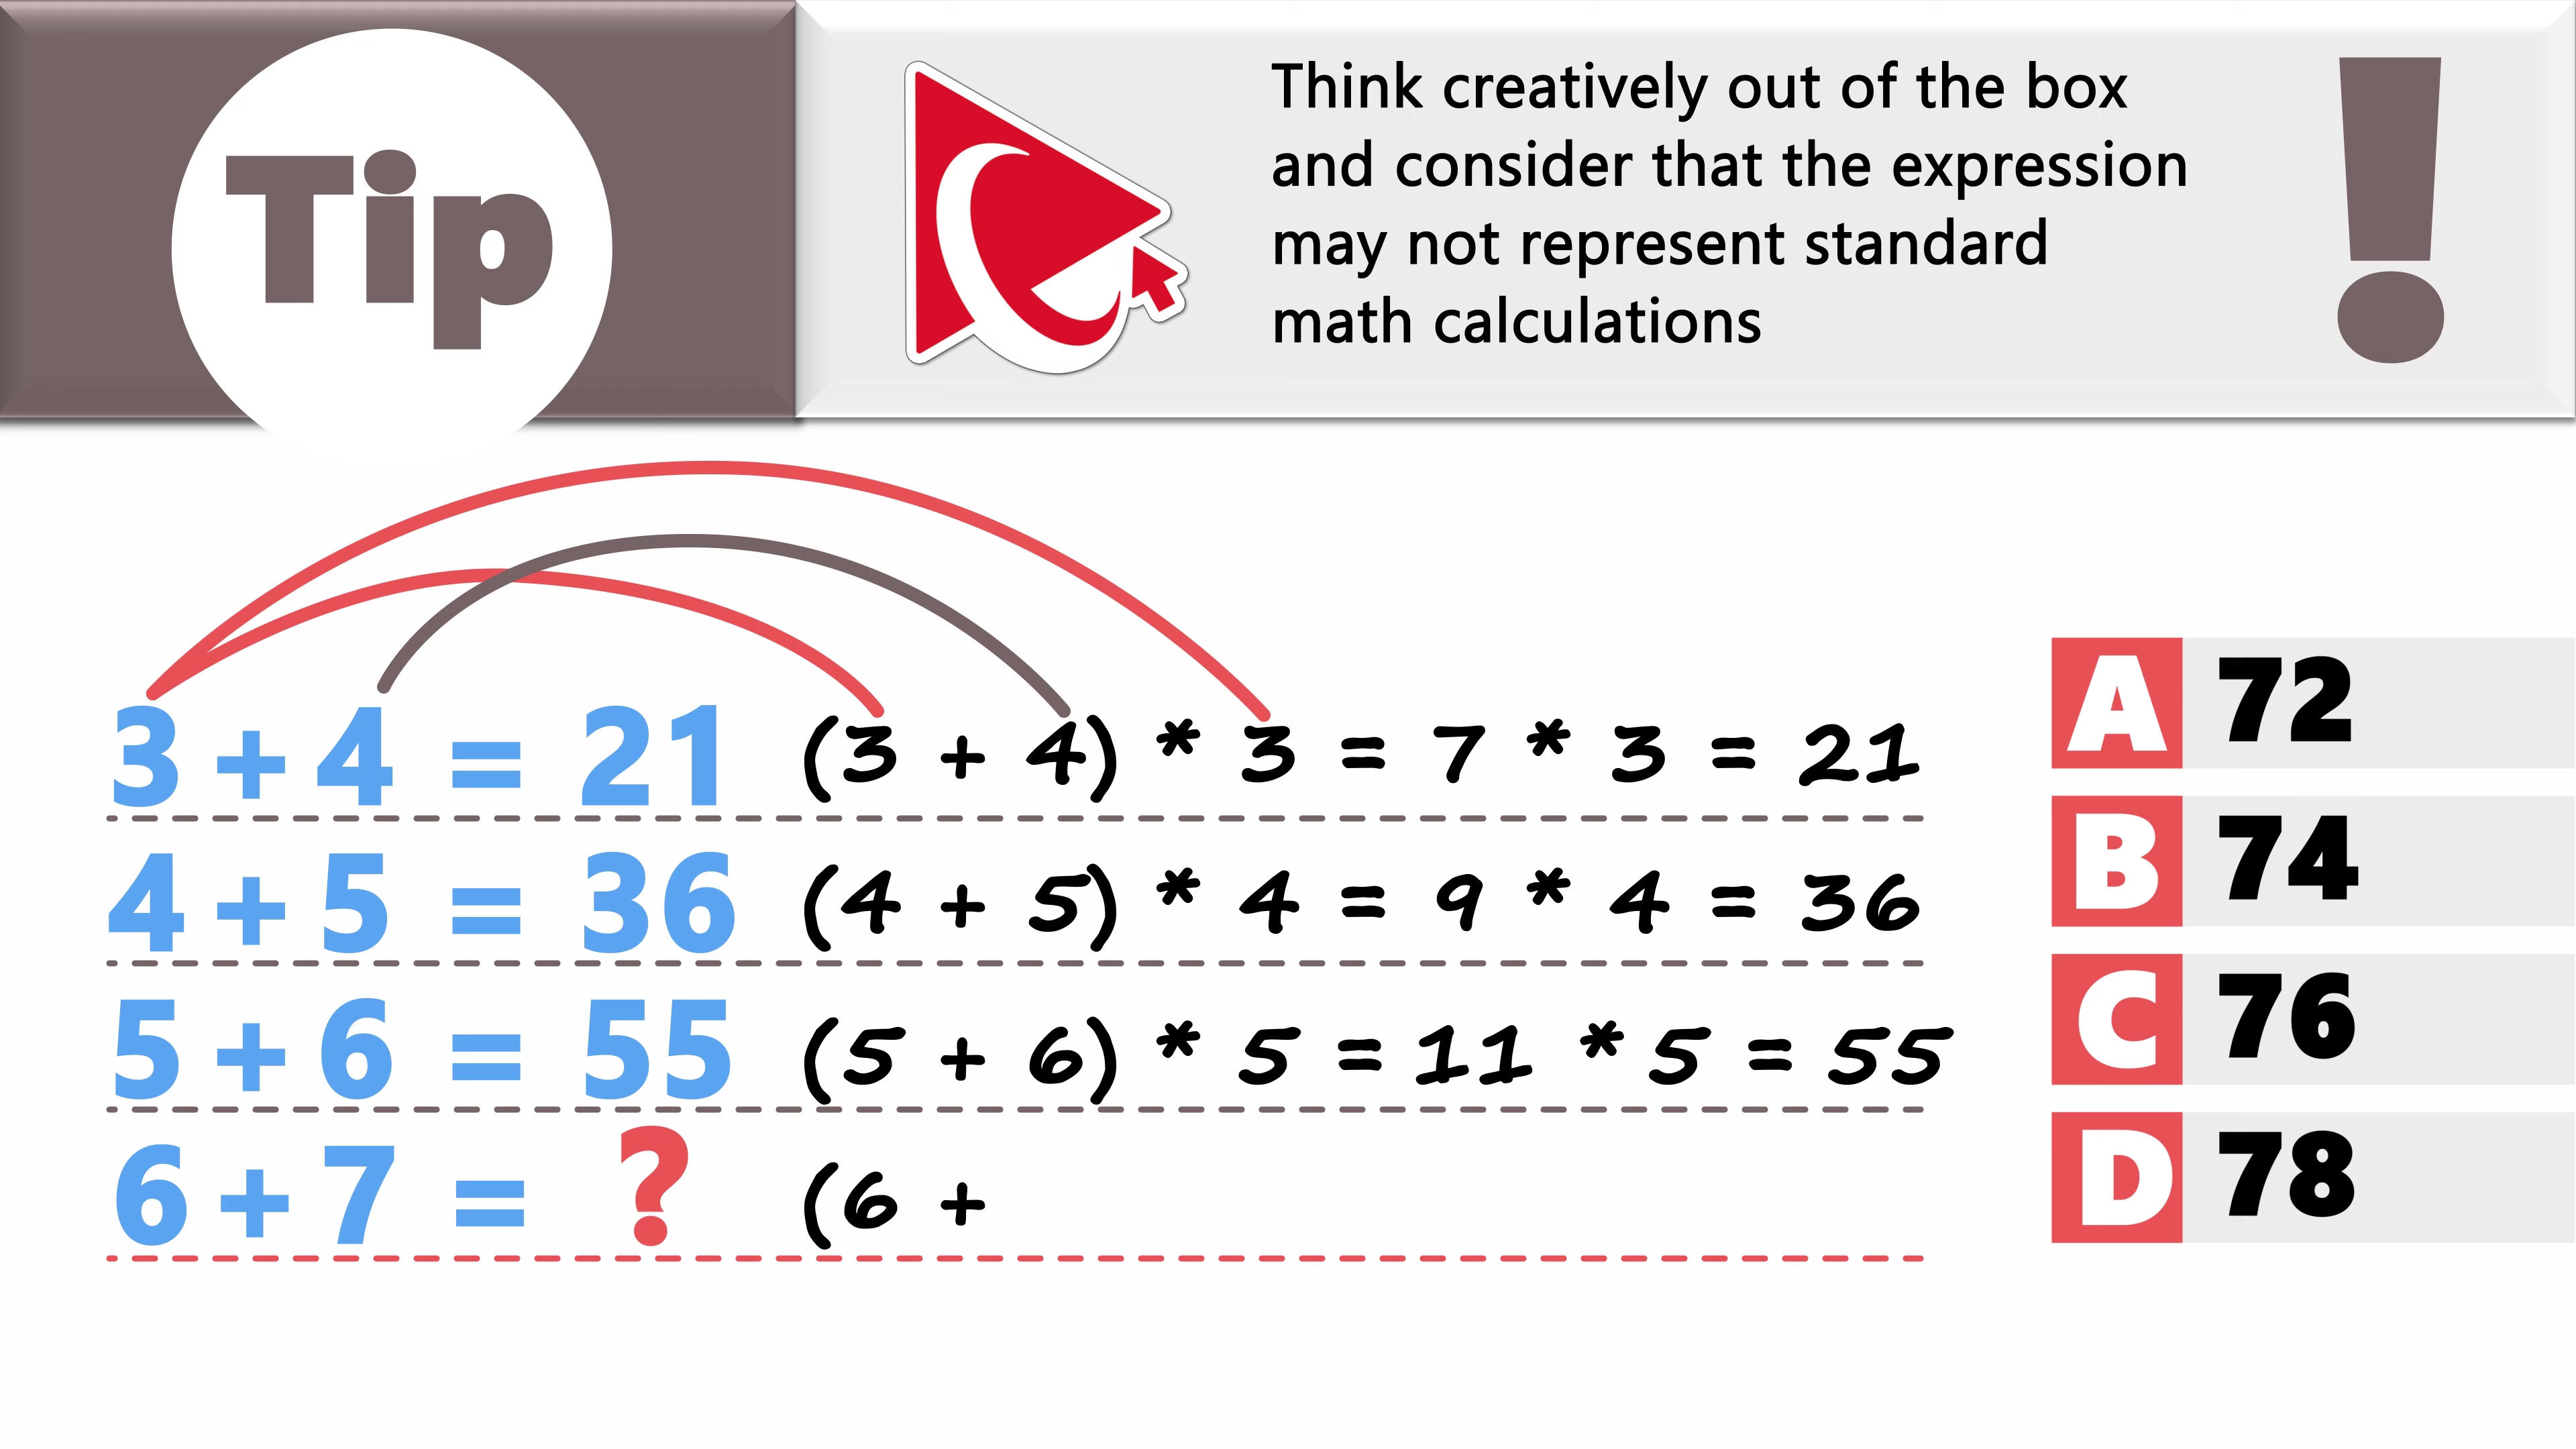 Tip
Think creatively out of the box
and consider that the expression
may not represent standard
math calculations
!
3 + 4 = 21 (3 + 4) * 3 = 7 * 3 = 21
4 + 5 = 36 (4 + 5) * 4 = 9 * 4 = 36
5 + 6 = 55 (5 + 6) * 5 = 11 * 5 = 55
6 + 7 = ? (6 +
A 72
B 74
C 76
D 78